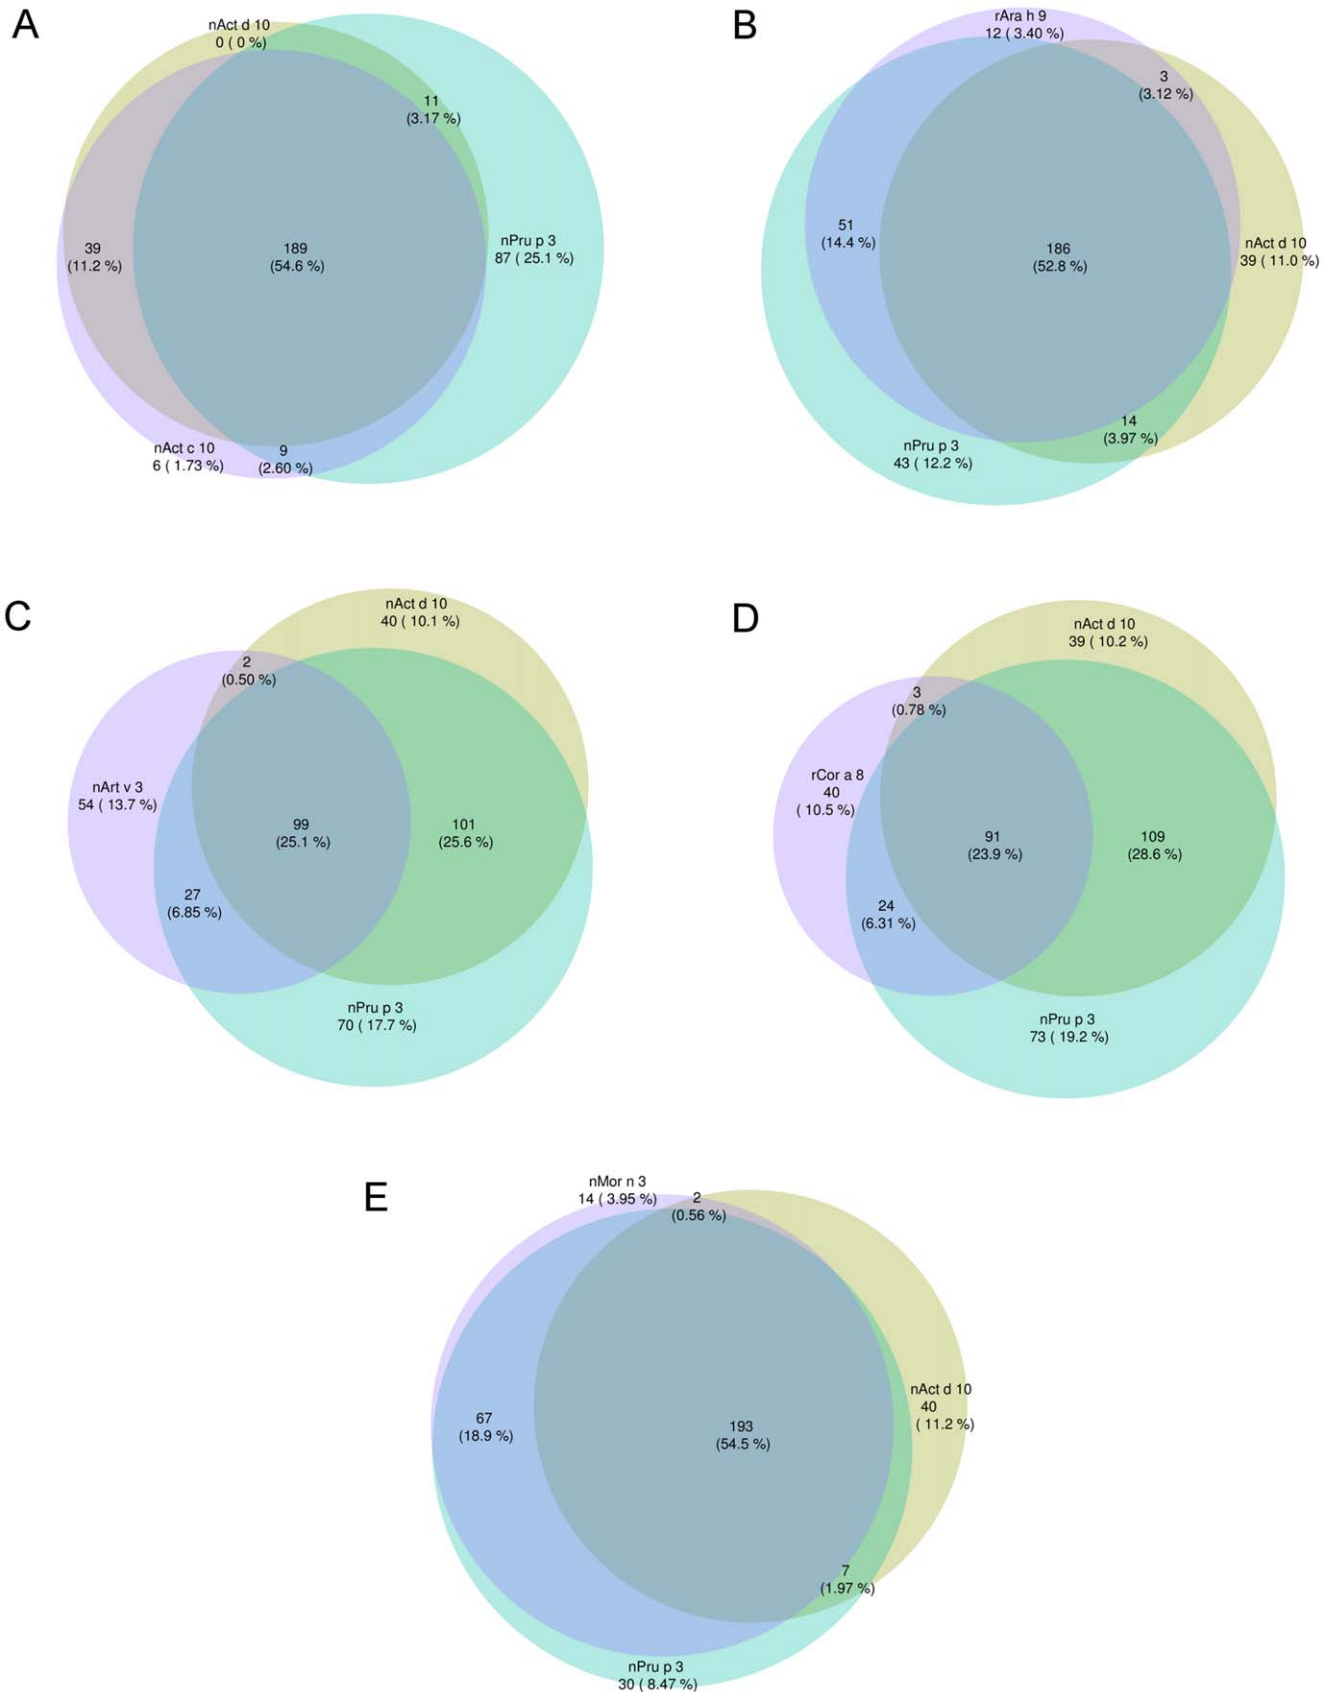 A
nAct d 10
0 ( 0 %)
11
(3.17 %)
39
(11.2 %)
189
(54.6 %)
nPru p 3
87 ( 25.1 %)
nAct c 10
6 ( 1.73 %)
9
(2.60 %)
B
rAra h 9
12 ( 3.40 %)
3
(3.12 %)
51
(14.4 %)
186
(52.8 %)
nAct d 10
39 ( 11.0 %)
14
(3.97 %)
nPru p 3
43 ( 12.2 %)
C
nAct d 10
40 ( 10.1 %)
2
(0.50 %)
nArt v 3
54 ( 13.7 %)
99
(25.1 %)
101
(25.6 %)
27
(6.85 %)
nPru p 3
70 ( 17.7 %)
D
nAct d 10
39 ( 10.2 %)
3
(0.78 %)
rCor a 8
40
( 10.5 %)
91
(23.9 %)
109
(28.6 %)
24
(6.31 %)
nPru p 3
73 ( 19.2 %)
E
nMor n 3
14 ( 3.95 %)
2
(0.56 %)
nAct d 10
40
( 11.2 %)
67
(18.9 %)
193
(54.5 %)
7
(1.97 %)
nPru p 3
30 ( 8.47 %)